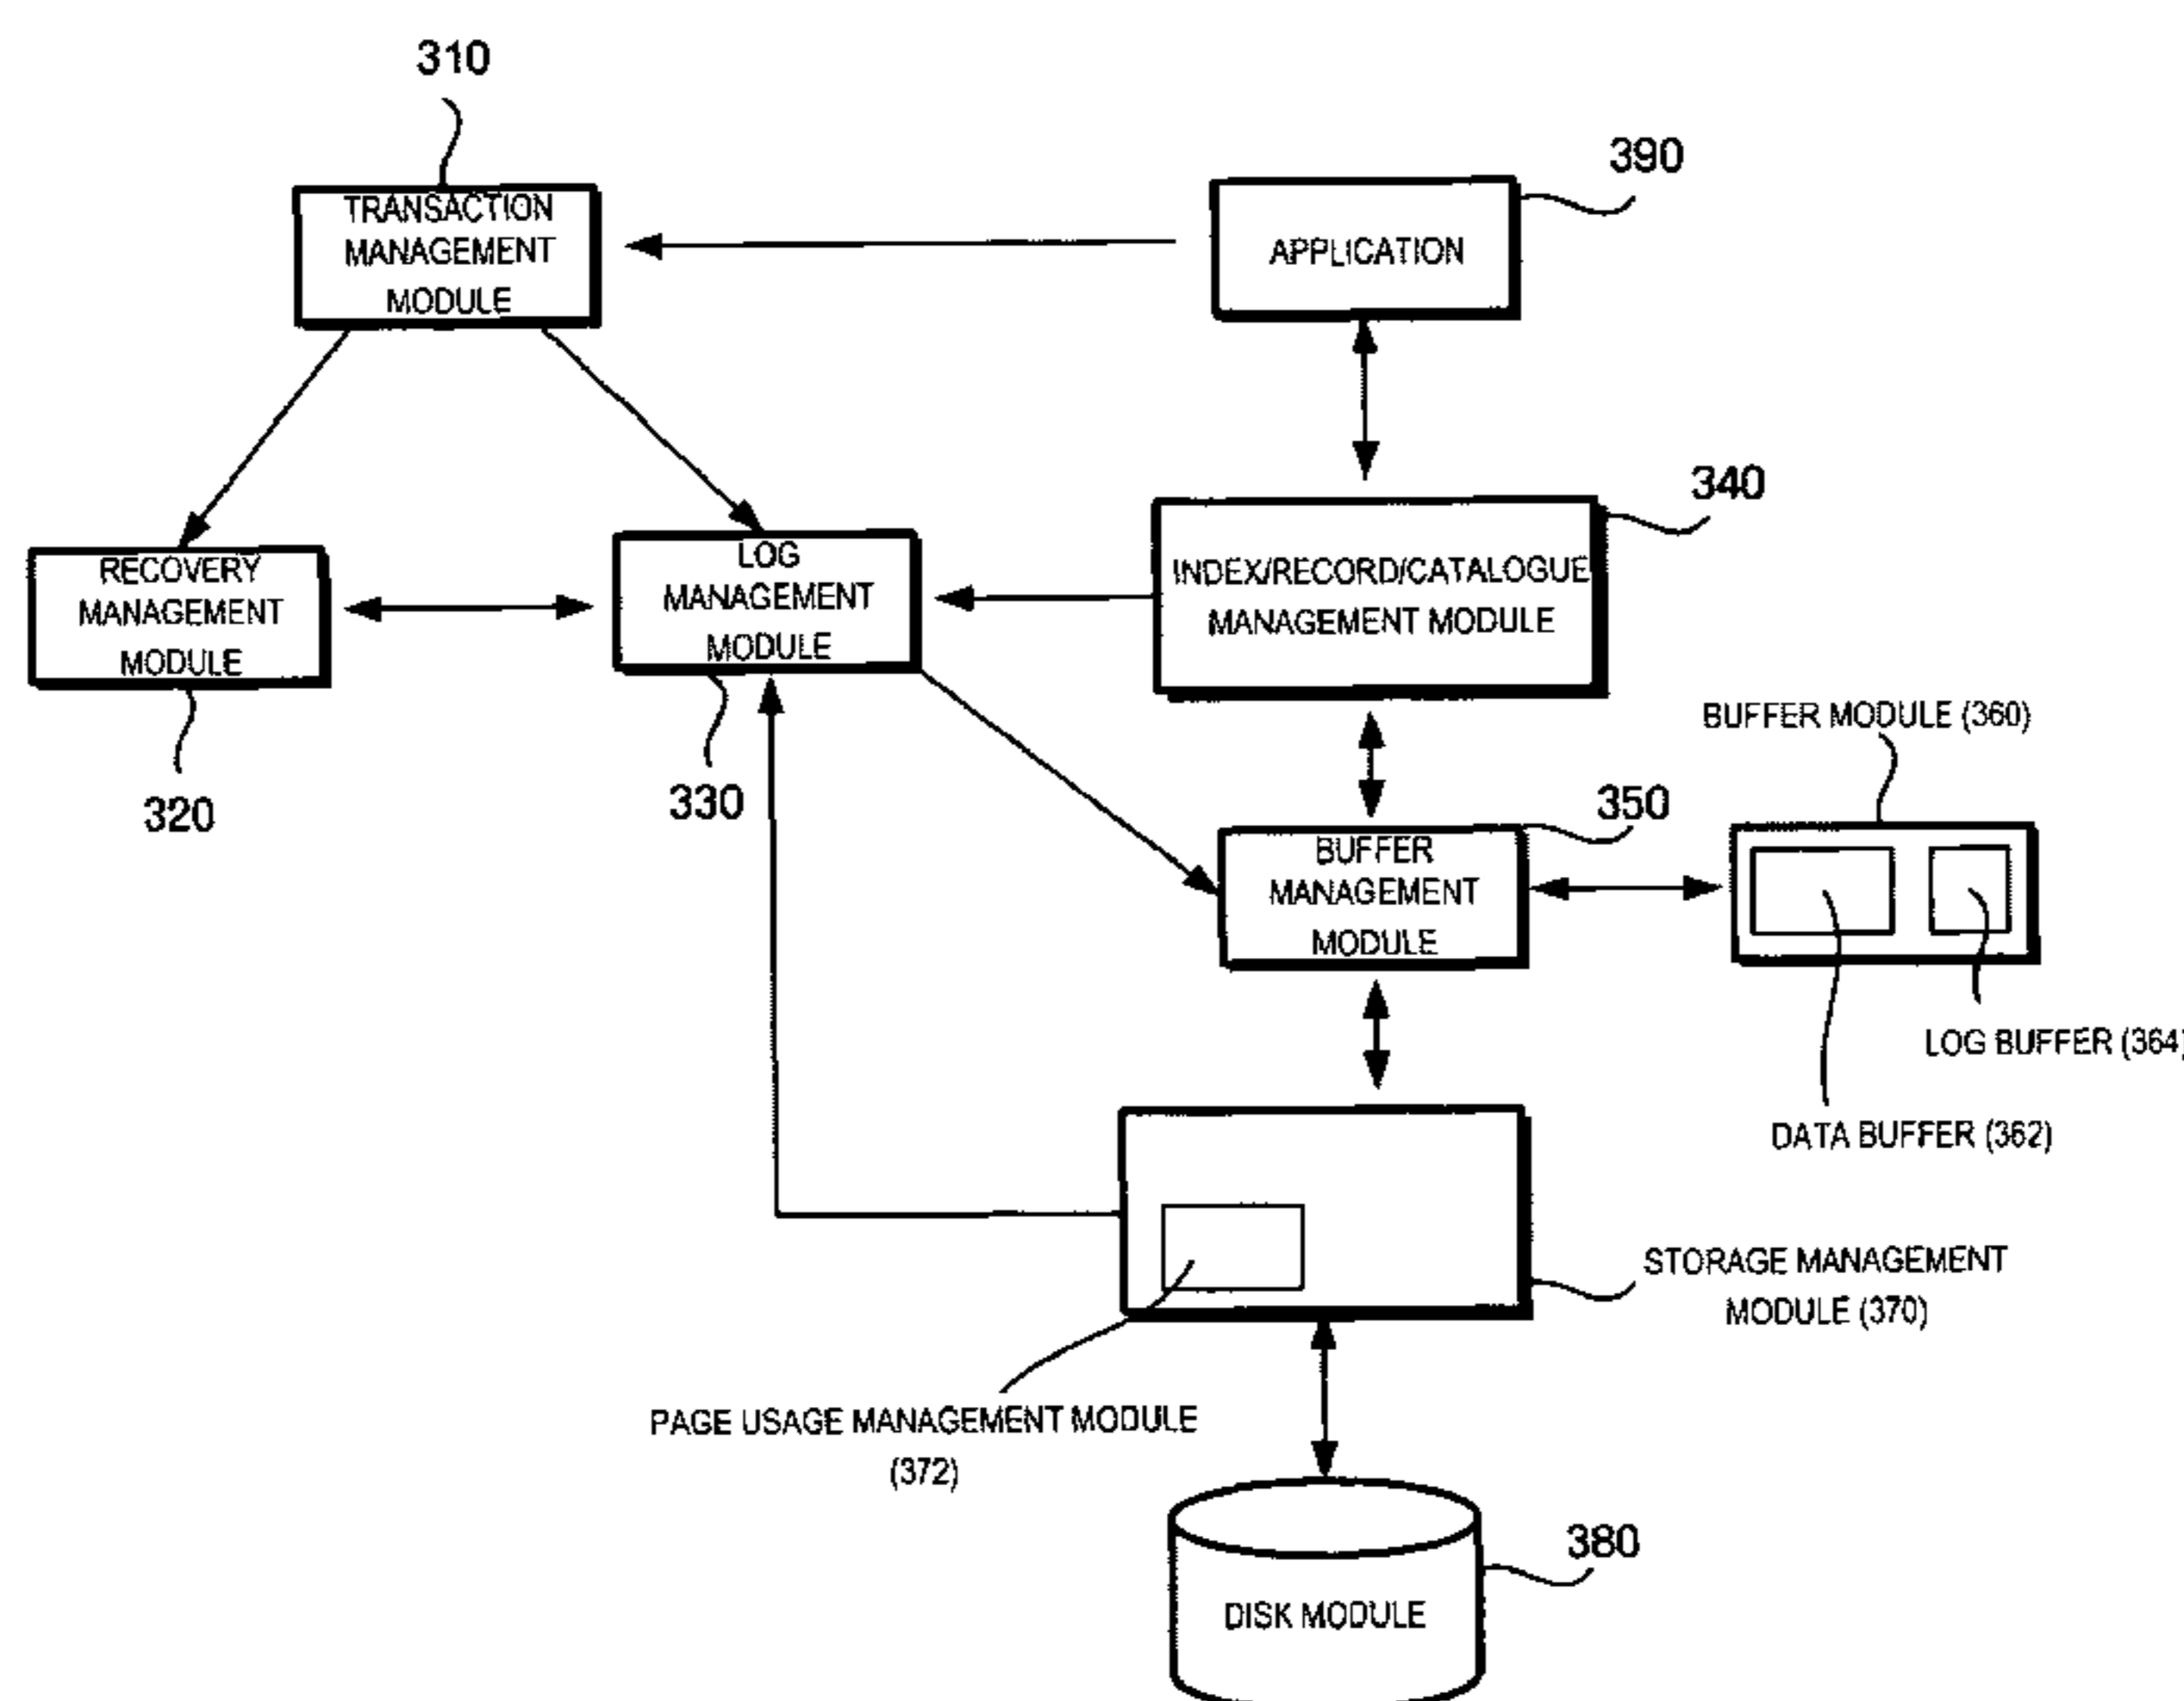 310
390
TRANSACTION
MANAGEMENT
MODULE
APPLICATION
340
RECOVERY
MANAGEMENT
MODULE
LOG
MANAGEMENT
MODULE
INDEX/RECORD/CATALOGUE
MANAGEMENT MODULE
BUFFER MODULE (360)
320
330
350
BUFFER
MANAGEMENT
MODULE
LOG BUFFER (364)
DATA BUFFER (362)
STORAGE MANAGEMENT
MODULE (370)
PAGE USAGE MANAGEMENT MODULE
(372)
380
DISK MODULE